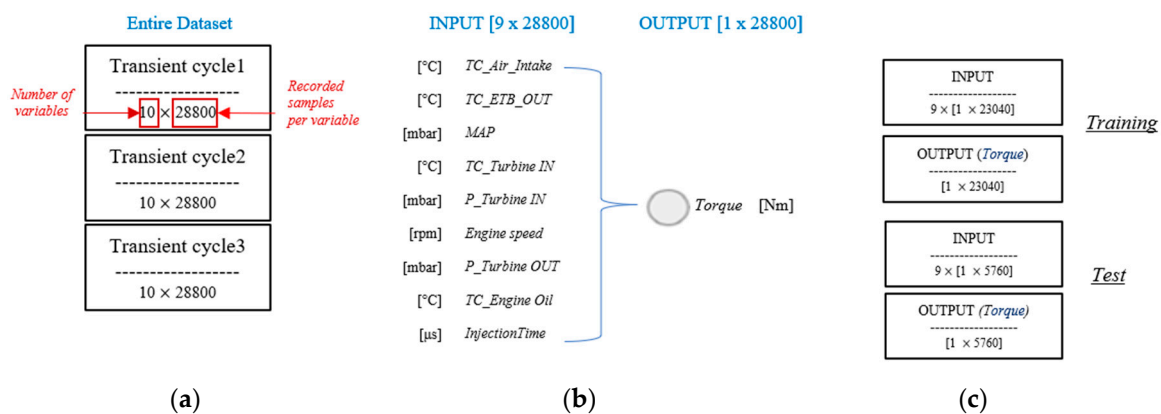 Entire Dataset
Transient cycle1
--------------------
10 × 28800
Number of
variables
Recorded
samples
per variable
Transient cycle2
--------------------
10 × 28800
Transient cycle3
--------------------
10 × 28800
(a)
INPUT [9 x 28800]
OUTPUT [1 x 28800]
[°C] TC_Air_Intake
[°C] TC_ETB_OUT
[mbar] MAP
[°C] TC_Turbine IN
[mbar] P_Turbine IN
[rpm] Engine speed
[mbar] P_Turbine OUT
[°C] TC_Engine Oil
[µs] InjectionTime
Torque [Nm]
(b)
INPUT
-------------------
9 × [1 × 23040]
OUTPUT (Torque)
-------------------
[1 × 23040]
Training
INPUT
-------------------
9 × [1 × 5760]
OUTPUT (Torque)
-------------------
[1 × 5760]
Test
(c)